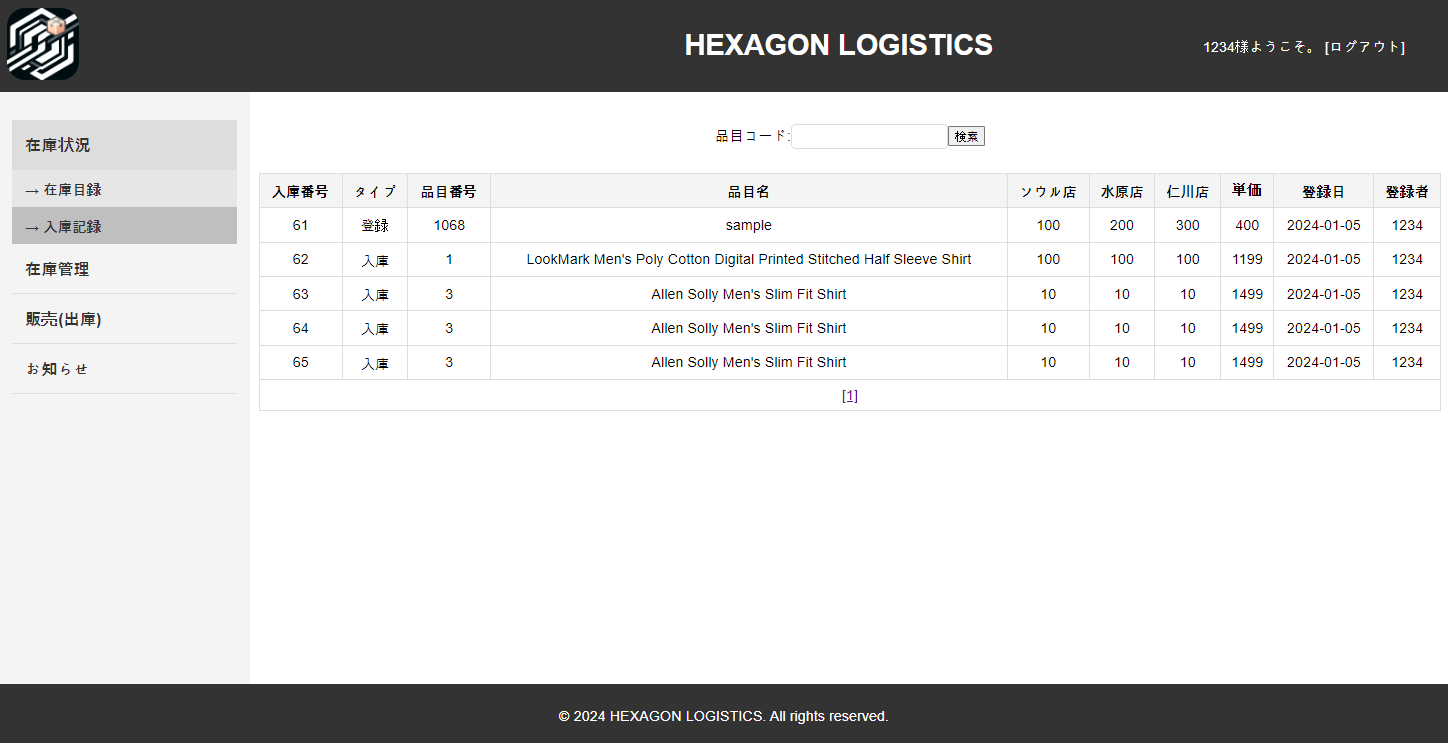 HEXAGON LOGISTICS
1234様ようこそ。 [ログアウト]
在庫状況
→ 在庫目録
→ 入庫記録
在庫管理
販売(出庫)
お知らせ
品目コード: 検索
入庫番号 タイプ 品目番号 品目名 ソウル店 水原店 仁川店 単価 登録日 登録者
61 登録 1068 sample 100 200 300 400 2024-01-05 1234
62 入庫 1 LookMark Men's Poly Cotton Digital Printed Stitched Half Sleeve Shirt 100 100 100 1199 2024-01-05 1234
63 入庫 3 Allen Solly Men's Slim Fit Shirt 10 10 10 1499 2024-01-05 1234
64 入庫 3 Allen Solly Men's Slim Fit Shirt 10 10 10 1499 2024-01-05 1234
65 入庫 3 Allen Solly Men's Slim Fit Shirt 10 10 10 1499 2024-01-05 1234
[1]
© 2024 HEXAGON LOGISTICS. All rights reserved.